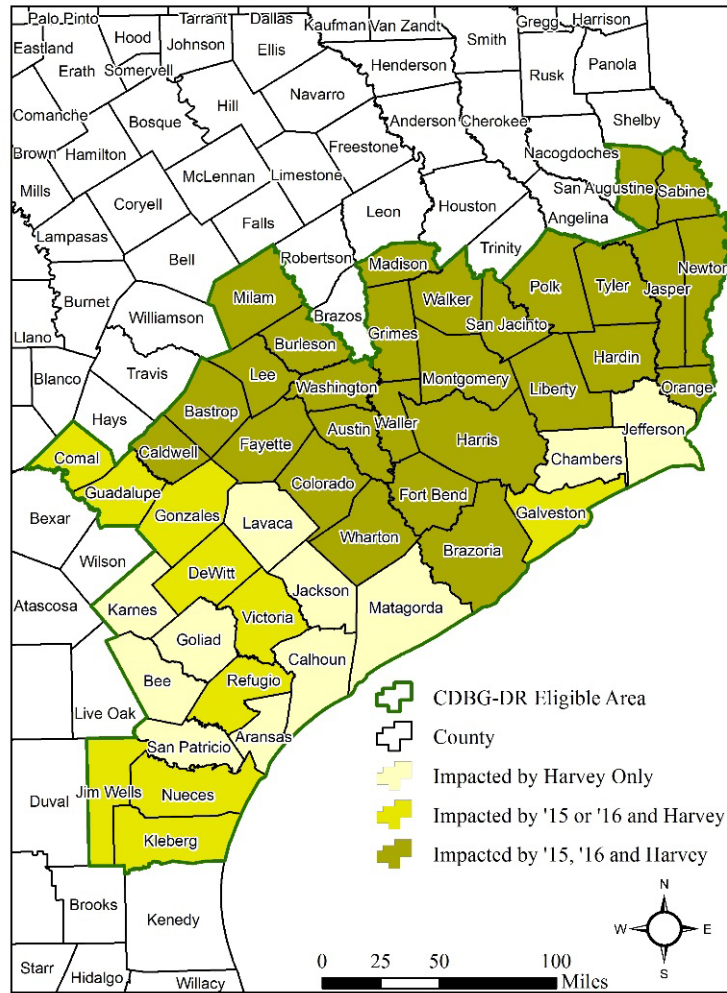 Palo Pinto
Tarrant
Dallas
Kaufman
Van Zandt
Gregg
Harrison
Hood
Johnson
Ellis
Smith
Eastland
Erath
Somervell
Henderson
Rusk
Panola
Navarro
Hill
Comanche
Bosque
Anderson
Cherokee
Shelby
Freestone
Nacogdoches
Brown
Hamilton
McLennan
Limestone
San Augustine
Sabine
Mills
Coryell
Leon
Houston
Angelina
Falls
Lampasas
Trinity
Bell
Robertson
Madison
Newton
Milam
Walker
Polk
Tyler
Jasper
Burnet
Williamson
Brazos
Grimes
San Jacinto
Llano
Burleson
Hardin
Blanco
Travis
Lee
Washington
Montgomery
Liberty
Orange
Hays
Bastrop
Austin
Waller
Harris
Jefferson
Comal
Caldwell
Fayette
Chambers
Guadalupe
Colorado
Fort Bend
Bexar
Gonzales
Lavaca
Galveston
Wharton
Brazoria
Wilson
DeWitt
Jackson
Atascosa
Karnes
Victoria
Matagorda
Goliad
Calhoun
Bee
Refugio
Live Oak
Aransas
San Patricio
Duval
Jim Wells
Nueces
Kleberg
Brooks
Kenedy
Starr
Hidalgo
Willacy
CDBG-DR Eligible Area
County
Impacted by Harvey Only
Impacted by '15 or '16 and Harvey
Impacted by '15, '16 and Harvey
N
W
E
S
0 25 50 100
Miles